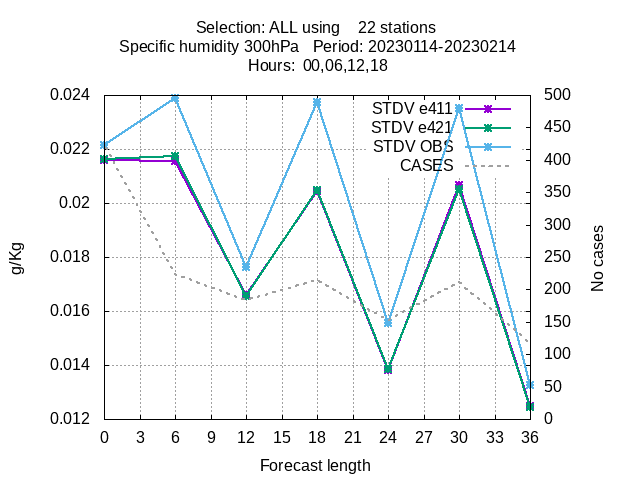 Selection: ALL using    22 stations
Specific humidity 300hPa   Period: 20230114-20230214
Hours:  00,06,12,18
0.024
0.022
0.02
0.018
0.016
0.014
0.012
g/Kg
STDV e411
STDV e421
STDV OBS
CASES
500
450
400
350
300
250
200
150
100
50
0
No cases
0 3 6 9 12 15 18 21 24 27 30 33 36
Forecast length